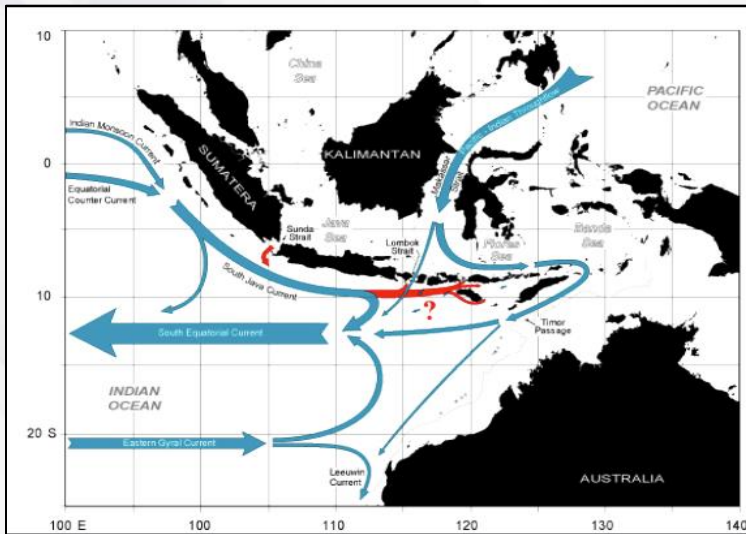 10
China
Sea
PACIFIC
OCEAN
Pacific - Indian Throughflow
Indian Monsoon Current
KALIMANTAN
Makassar
Strait
0
SUMATERA
Equatorial
Counter Current
Java
Sea
Sunda
Strait
Lombok
Strait
Flores
Sea
Banda
Sea
South Java Current
10
?
South Equatorial Current
Timor
Passage
INDIAN
OCEAN
20 S
Eastern Gyral Current
Leeuwin
Current
AUSTRALIA
100 E
100
110
120
130
140